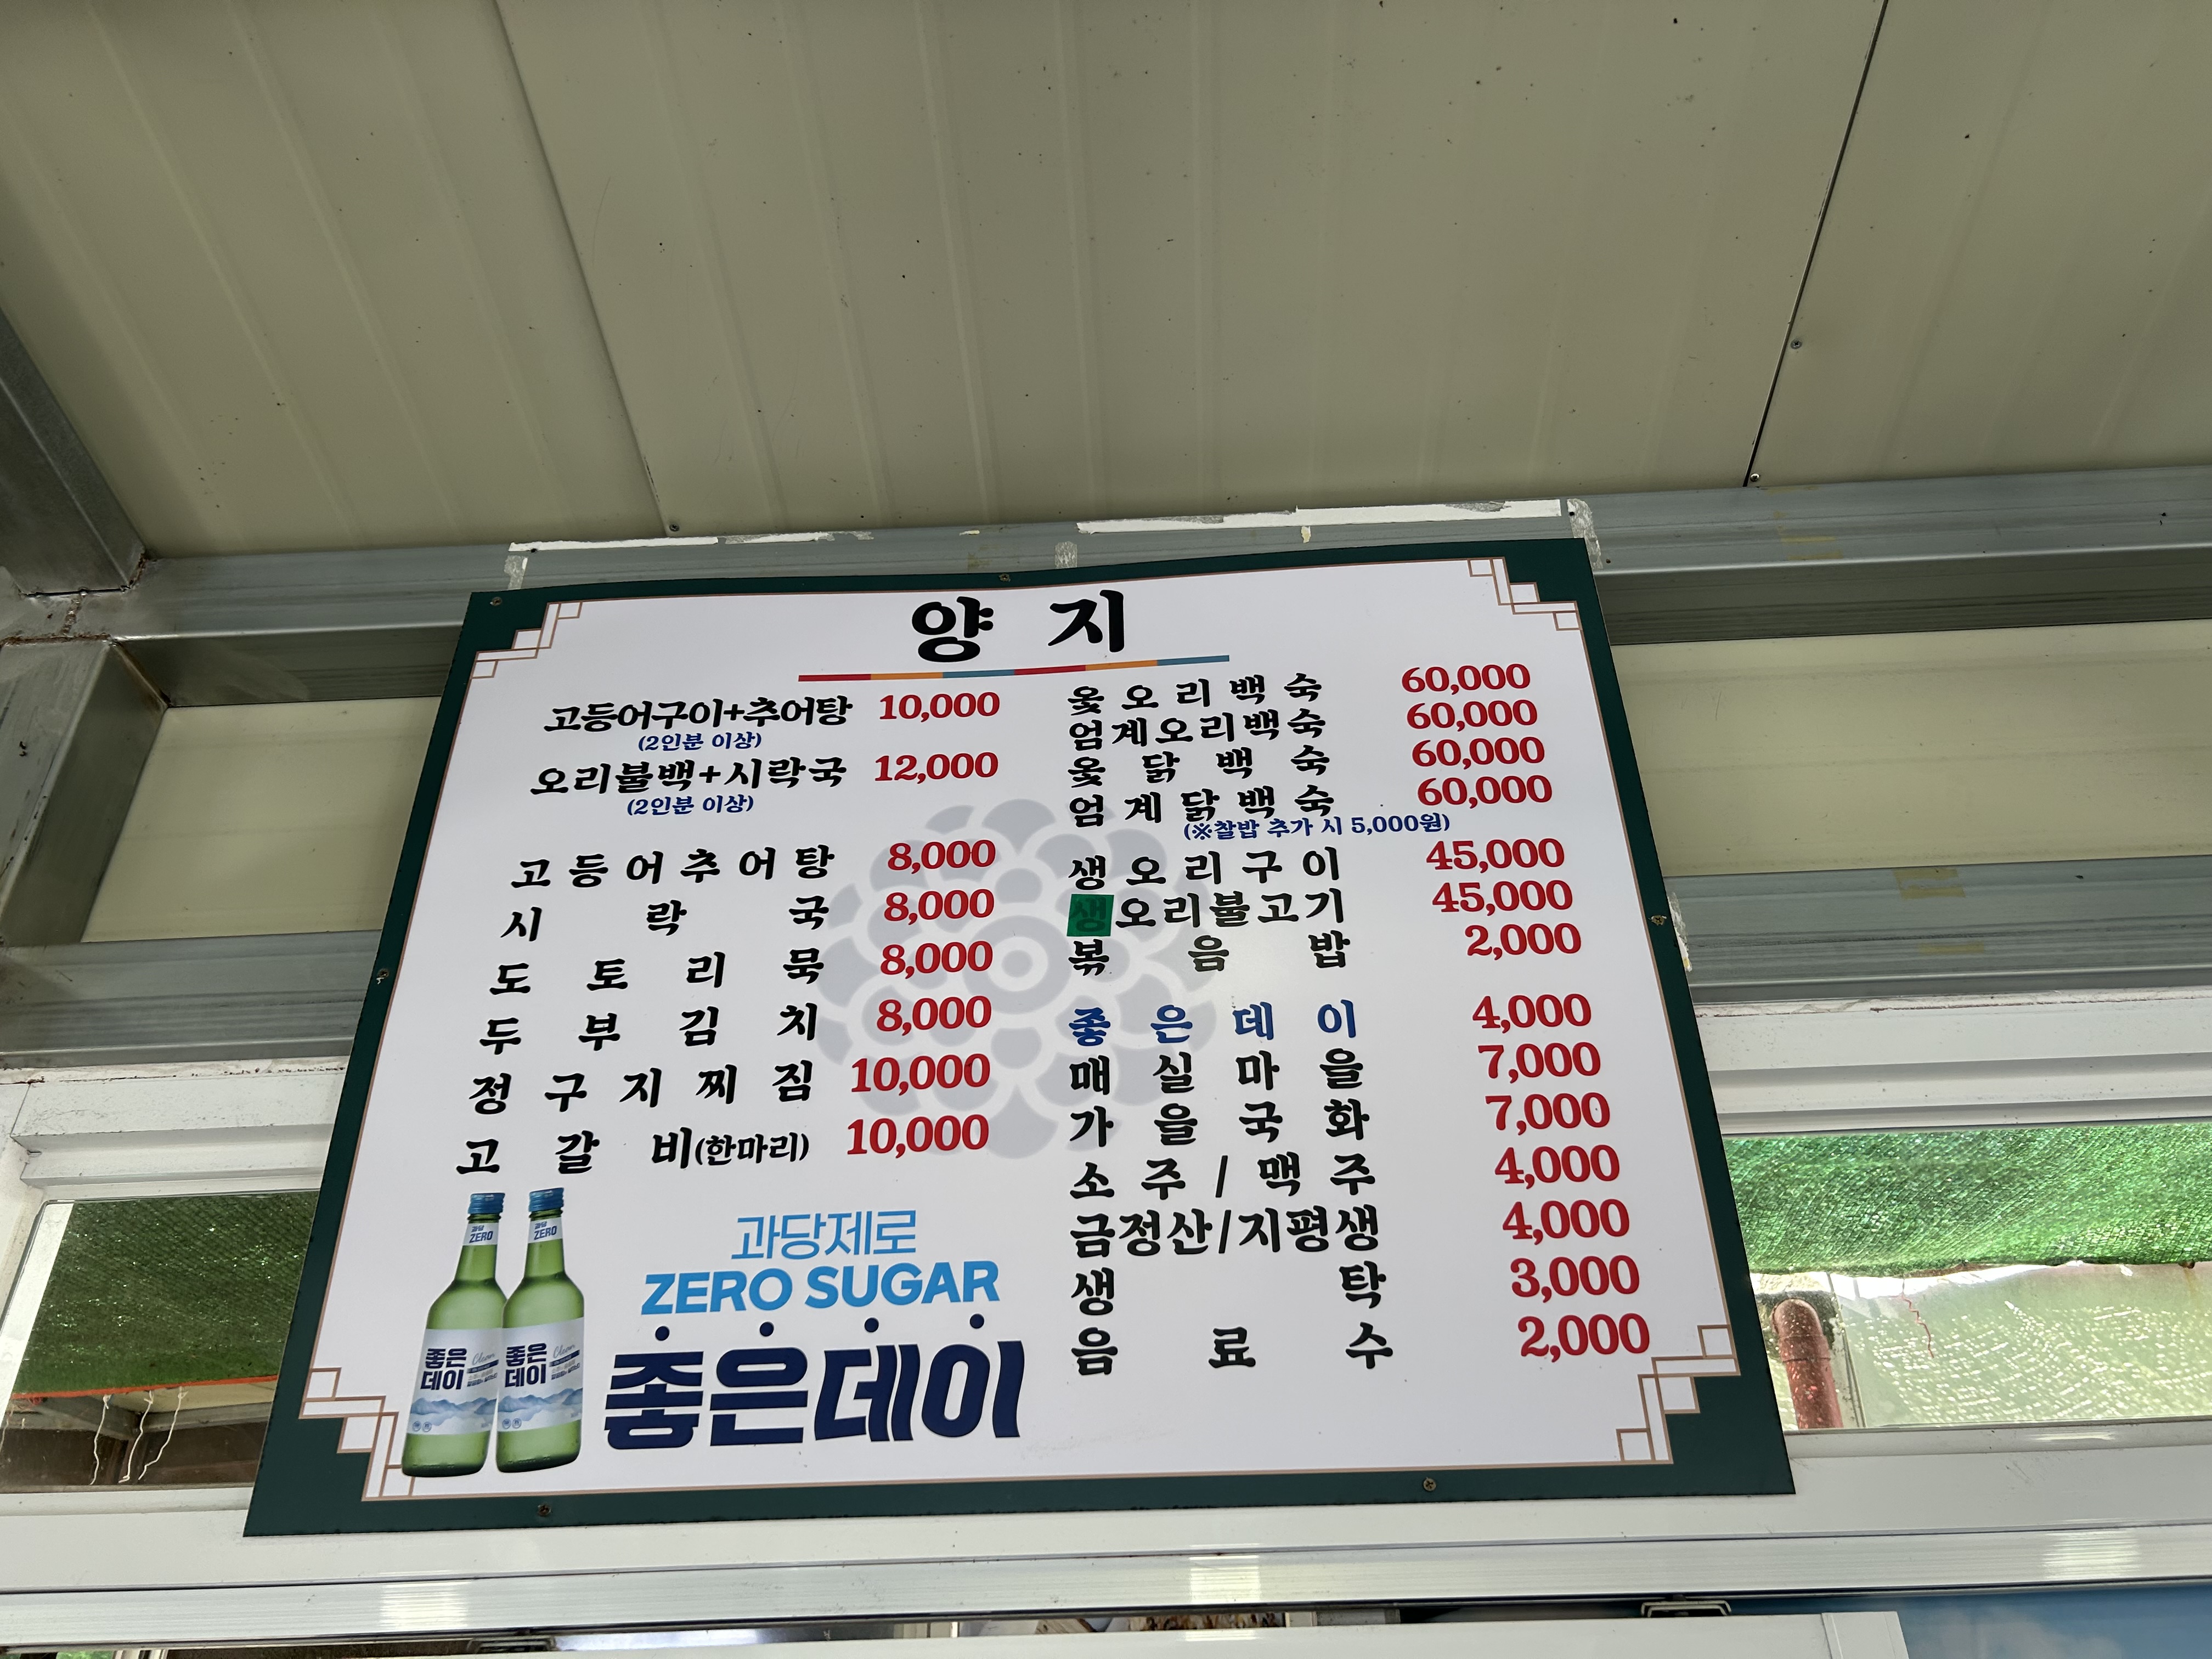 양 지
고등어구이+추어탕 10,000
(2인분 이상)
오리불백+시락국 12,000
(2인분 이상)
고등어추어탕 8,000
시락국 8,000
도토리묵 8,000
두부김치 8,000
정구지찌짐 10,000
고갈비(한마리) 10,000
옻오리백숙 60,000
엄계오리백숙 60,000
옻닭백숙 60,000
엄계닭백숙 60,000
(※찰밥 추가 시 5,000원)
생오리구이 45,000
생오리불고기 45,000
볶음밥 2,000
좋은데이 4,000
매실마을 7,000
가을국화 7,000
소주/맥주 4,000
금정산/지평생 4,000
생탁 3,000
음료수 2,000
과당제로
ZERO SUGAR
좋은데이
과당
ZERO
좋은
데이
과당
ZERO
좋은
데이